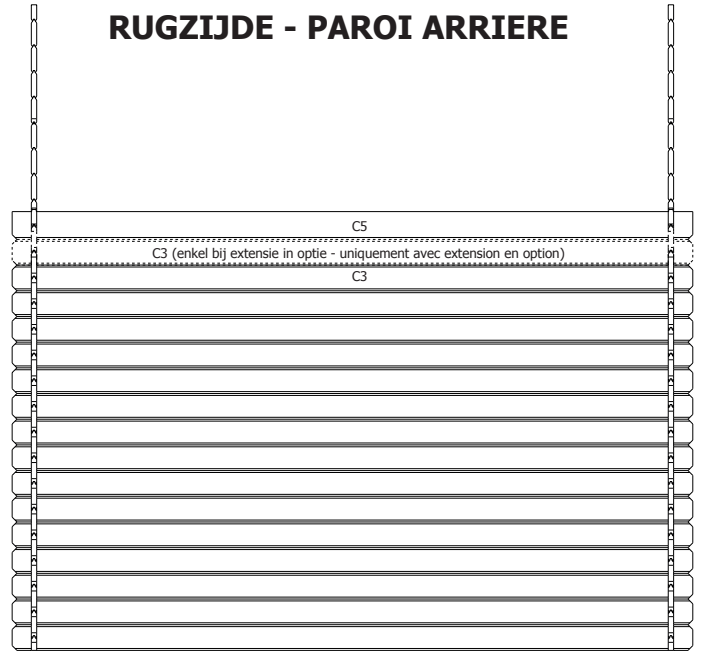 RUGZIJDE - PAROI ARRIERE
C5
C3 (enkel bij extensie in optie - uniquement avec extension en option)
C3